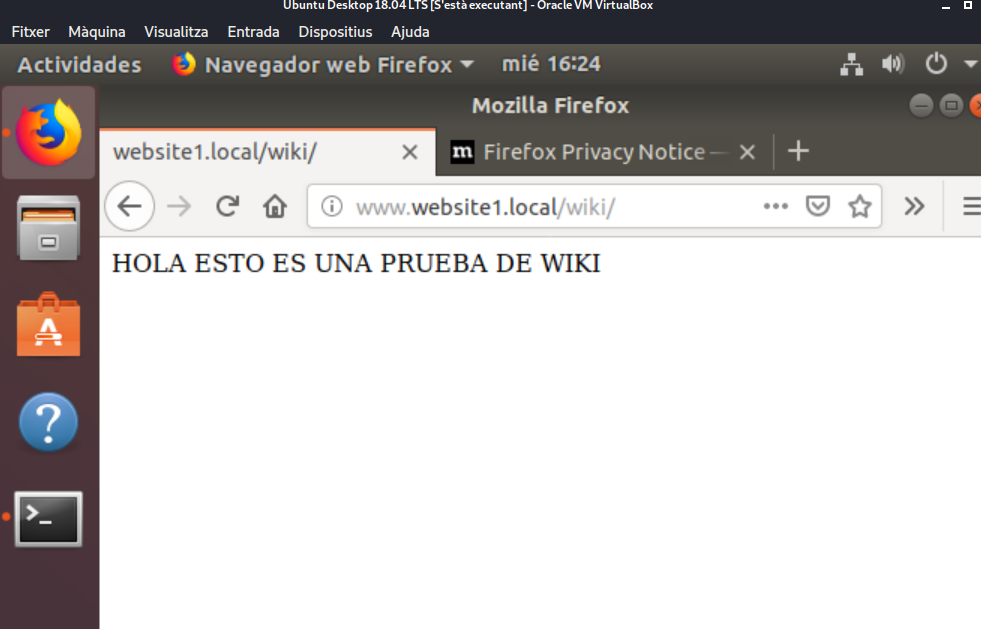 Ubuntu Desktop 18.04 LTS [S'està executant] - Oracle VM VirtualBox
Fitxer Màquina Visualitza Entrada Dispositius Ajuda
Actividades Navegador web Firefox mié 16:24
Mozilla Firefox
website1.local/wiki/ m Firefox Privacy Notice —
www.website1.local/wiki/
HOLA ESTO ES UNA PRUEBA DE WIKI